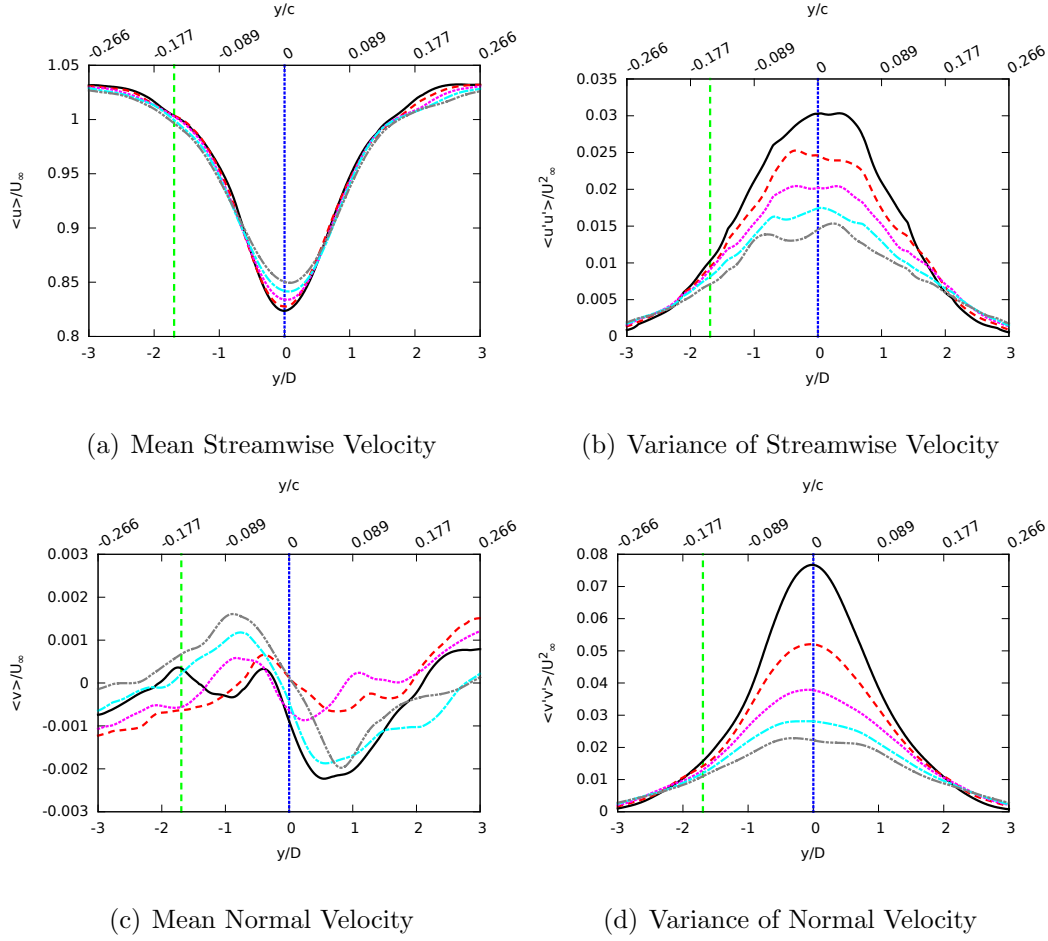 y/c
-0.266 -0.177 -0.089 0 0.089 0.177 0.266
1.05
1
0.95
0.9
0.85
0.8
<u>/U∞
-3 -2 -1 0 1 2 3
y/D
(a) Mean Streamwise Velocity
y/c
-0.266 -0.177 -0.089 0 0.089 0.177 0.266
0.035
0.03
0.025
0.02
0.015
0.01
0.005
0
<u'u'>/U²∞
-3 -2 -1 0 1 2 3
y/D
(b) Variance of Streamwise Velocity
y/c
-0.266 -0.177 -0.089 0 0.089 0.177 0.266
0.003
0.002
0.001
0
-0.001
-0.002
-0.003
<v>/U∞
-3 -2 -1 0 1 2 3
y/D
(c) Mean Normal Velocity
y/c
-0.266 -0.177 -0.089 0 0.089 0.177 0.266
0.08
0.07
0.06
0.05
0.04
0.03
0.02
0.01
0
<v'v'>/U²∞
-3 -2 -1 0 1 2 3
y/D
(d) Variance of Normal Velocity